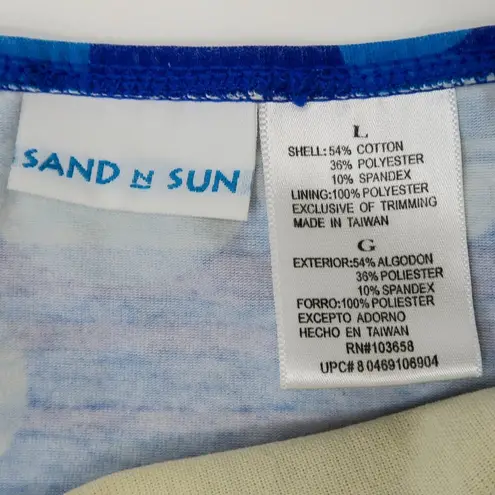 SAND N SUN
L
SHELL: 54% COTTON
36% POLYESTER
10% SPANDEX
LINING:100% POLYESTER
EXCLUSIVE OF TRIMMING
MADE IN TAIWAN
G
EXTERIOR:54% ALGODON
36% POLIESTER
10% SPANDEX
FORRO:100% POLIESTER
EXCEPTO ADORNO
HECHO EN TAIWAN
RN#103658
UPC# 8 0469106904